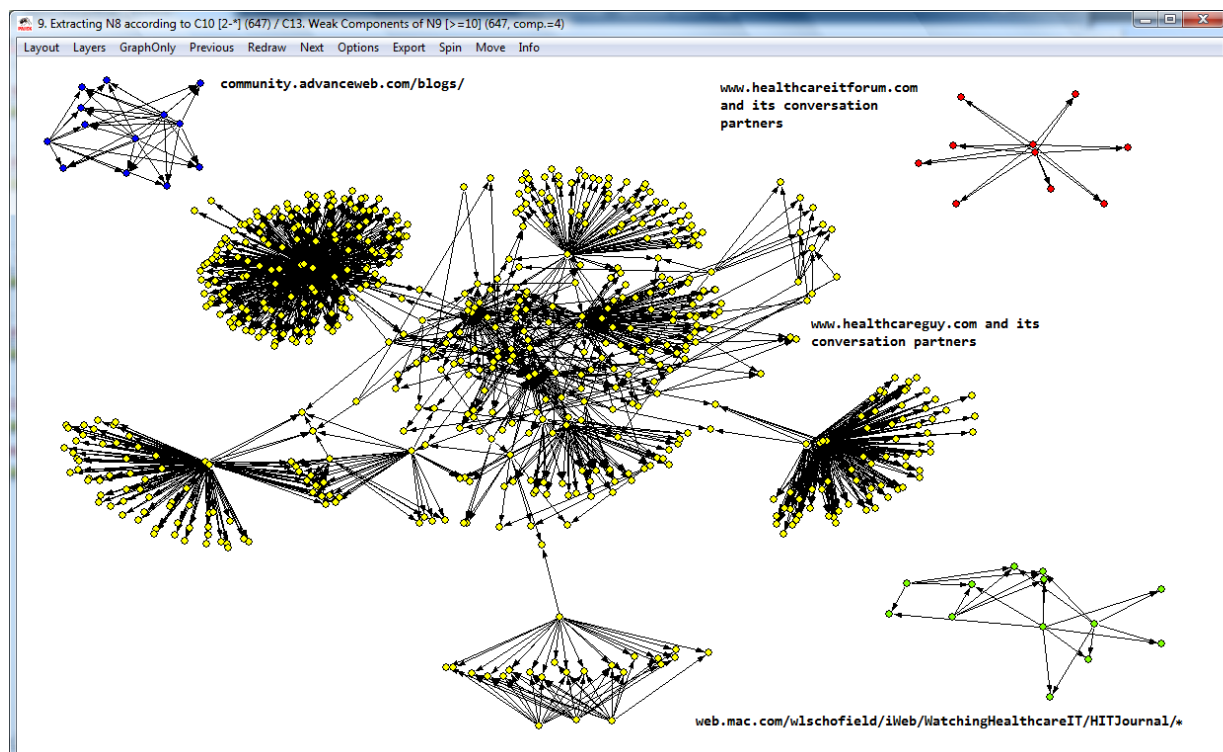 9. Extracting N8 according to C10 [2-*] (647) / C13. Weak Components of N9 [>=10] (647, comp.=4)
Layout Layers GraphOnly Previous Redraw Next Options Export Spin Move Info
community.advanceweb.com/blogs/
www.healthcareitforum.com
and its conversation
partners
www.healthcareguy.com and its
conversation partners
web.mac.com/wlschofield/iWeb/WatchingHealthcareIT/HITJournal/*